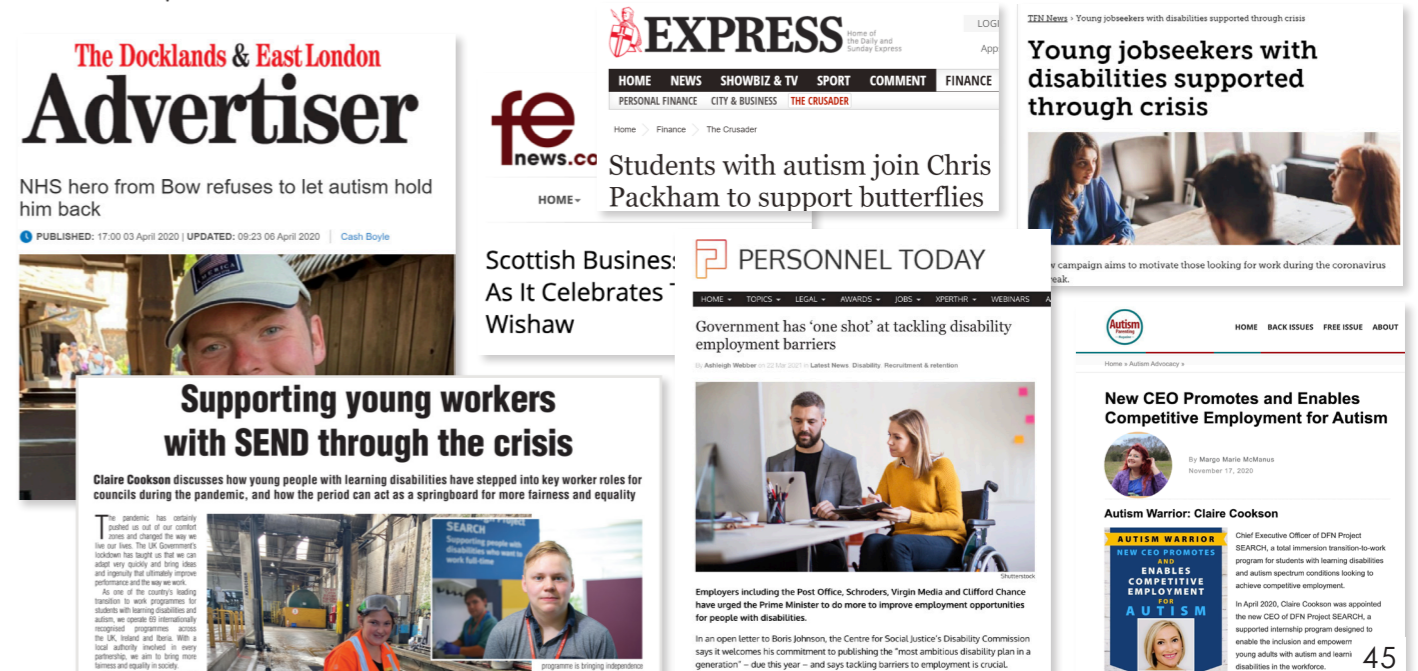 The Docklands & East London
Advertiser
NHS hero from Bow refuses to let autism hold
him back
PUBLISHED: 17:00 03 April 2020 | UPDATED: 09:23 06 April 2020 | Cash Boyle
fe
news.co
HOME
Scottish Business
As It Celebrates
Wishaw
EXPRESS
Home of
the Daily and
Sunday Express
LOGI
App
HOME NEWS SHOWBIZ & TV SPORT COMMENT FINANCE
PERSONAL FINANCE CITY & BUSINESS THE CRUSADER
Home Finance The Crusader
Students with autism join Chris
Packham to support butterflies
TFN News › Young jobseekers with disabilities supported through crisis
Young jobseekers with
disabilities supported
through crisis
campaign aims to motivate those looking for work during the coronavirus
eak.
Supporting young workers
with SEND through the crisis
Claire Cookson discusses how young people with learning disabilities have stepped into key worker roles for
councils during the pandemic, and how the period can act as a springboard for more fairness and equality
The pandemic has certainly
pushed us out of our comfort
zones and changed the way we
live our lives. The UK Government's
lockdown has taught us that we can
adapt very quickly and bring ideas
and ingenuity that ultimately improve
performance and the way we work.
As one of the country's leading
transition to work programmes for
students with learning disabilities and
autism, we operate 69 internationally
recognised programmes across
the UK, Ireland and Iberia. With a
local authority involved in every
partnership, we aim to bring more
fairness and equality in society.
Project
SEARCH
Supporting people with
disabilities who want to
work full-time
programme is bringing independence
PERSONNEL TODAY
HOME TOPICS LEGAL AWARDS JOBS XPERTHR WEBINARS A
Government has 'one shot' at tackling disability
employment barriers
By Ashleigh Webber on 22 Mar 2021 in Latest News, Disability, Recruitment & retention
Shutterstock
Employers including the Post Office, Schroders, Virgin Media and Clifford Chance
have urged the Prime Minister to do more to improve employment opportunities
for people with disabilities.
In an open letter to Boris Johnson, the Centre for Social Justice's Disability Commission
says it welcomes his commitment to publishing the "most ambitious disability plan in a
generation" – due this year – and says tackling barriers to employment is crucial.
Autism
Parenting
HOME BACK ISSUES FREE ISSUE ABOUT
Home » Autism Advocacy »
New CEO Promotes and Enables
Competitive Employment for Autism
By Margo Marie McManus
November 17, 2020
Autism Warrior: Claire Cookson
AUTISM WARRIOR
NEW CEO PROMOTES
AND
ENABLES
COMPETITIVE
EMPLOYMENT
FOR
AUTISM
Chief Executive Officer of DFN Project
SEARCH, a total immersion transition-to-work
program for students with learning disabilities
and autism spectrum conditions looking to
achieve competitive employment.
In April 2020, Claire Cookson was appointed
the new CEO of DFN Project SEARCH, a
supported internship program designed to
enable the inclusion and empowerm
young adults with autism and learni
disabilities in the workforce.
45